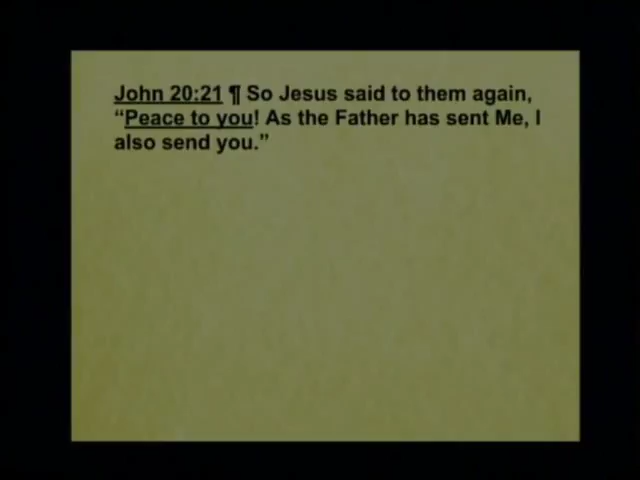 John 20:21 ¶ So Jesus said to them again,
“Peace to you! As the Father has sent Me, I
also send you.”